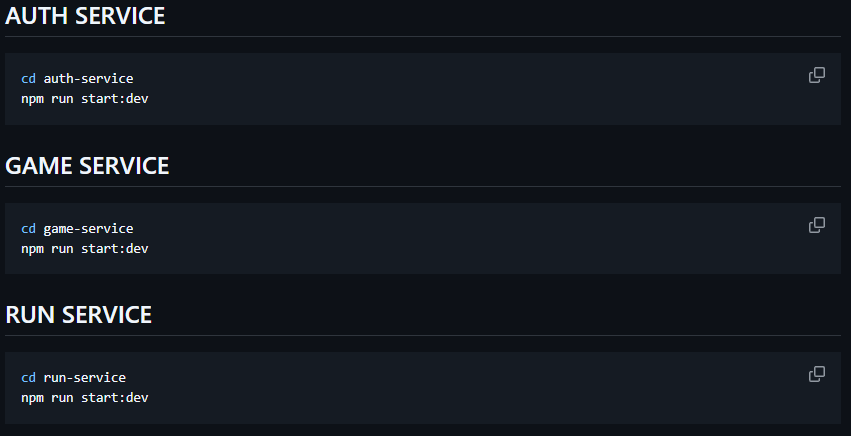 AUTH SERVICE
cd auth-service
npm run start:dev
GAME SERVICE
cd game-service
npm run start:dev
RUN SERVICE
cd run-service
npm run start:dev